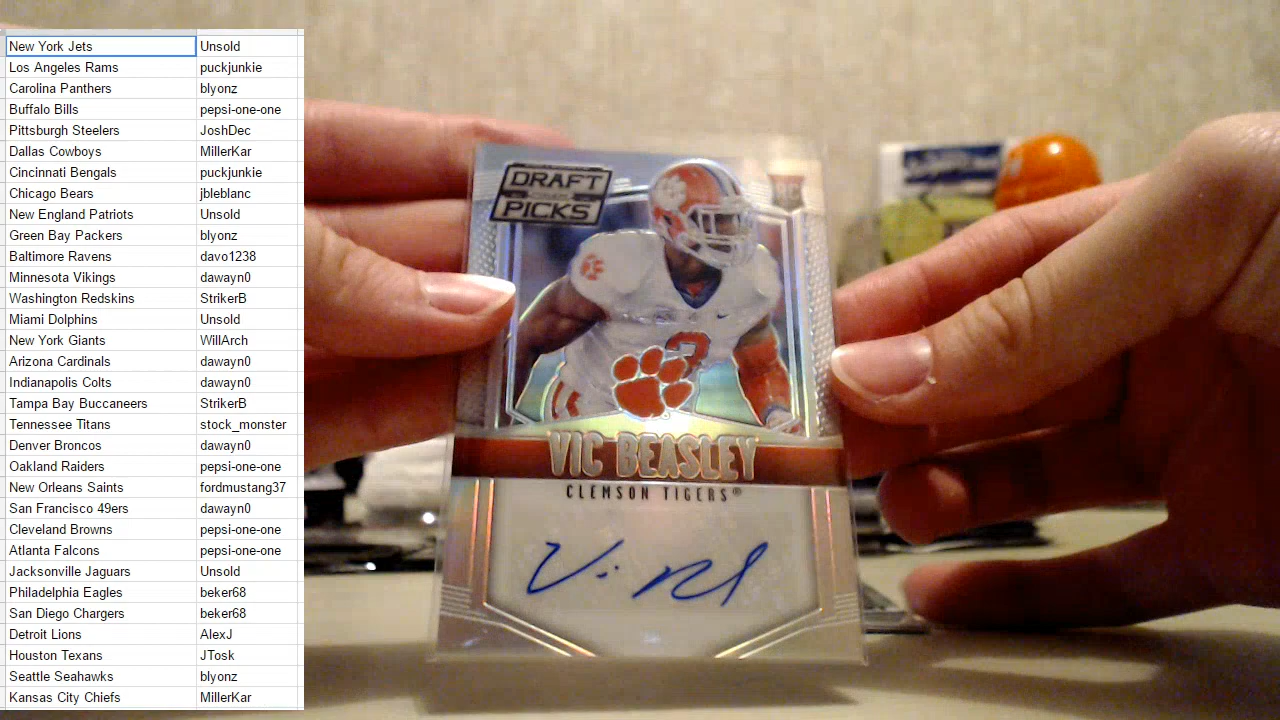 New York Jets Unsold
Los Angeles Rams puckjunkie
Carolina Panthers blyonz
Buffalo Bills pepsi-one-one
Pittsburgh Steelers JoshDec
Dallas Cowboys MillerKar
Cincinnati Bengals puckjunkie
Chicago Bears jbleblanc
New England Patriots Unsold
Green Bay Packers blyonz
Baltimore Ravens davo1238
Minnesota Vikings dawayn0
Washington Redskins StrikerB
Miami Dolphins Unsold
New York Giants WillArch
Arizona Cardinals dawayn0
Indianapolis Colts dawayn0
Tampa Bay Buccaneers StrikerB
Tennessee Titans stock_monster
Denver Broncos dawayn0
Oakland Raiders pepsi-one-one
New Orleans Saints fordmustang37
San Francisco 49ers dawayn0
Cleveland Browns pepsi-one-one
Atlanta Falcons pepsi-one-one
Jacksonville Jaguars Unsold
Philadelphia Eagles beker68
San Diego Chargers beker68
Detroit Lions AlexJ
Houston Texans JTosk
Seattle Seahawks blyonz
Kansas City Chiefs MillerKar
DRAFT
PICKS
RC
3
VIC BEASLEY
CLEMSON TIGERS®